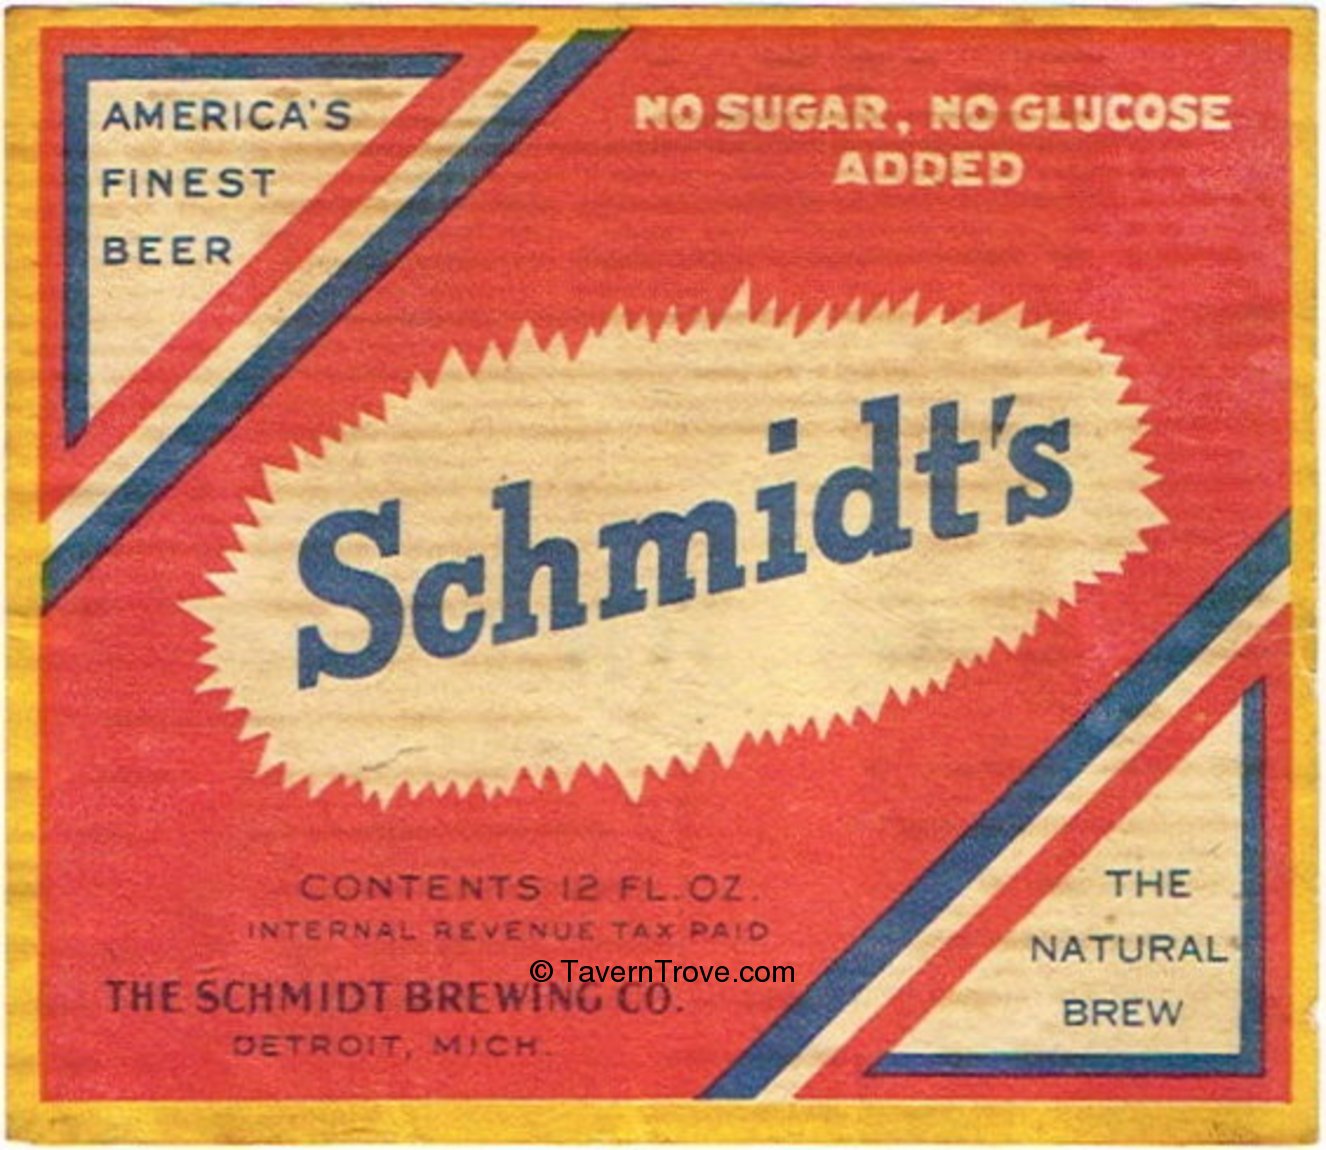 AMERICA'S
FINEST
BEER
NO SUGAR, NO GLUCOSE
ADDED
Schmidt's
CONTENTS 12 FL. OZ.
INTERNAL REVENUE TAX PAID
© TavernTrove.com
THE SCHMIDT BREWING CO.
DETROIT, MICH.
THE
NATURAL
BREW